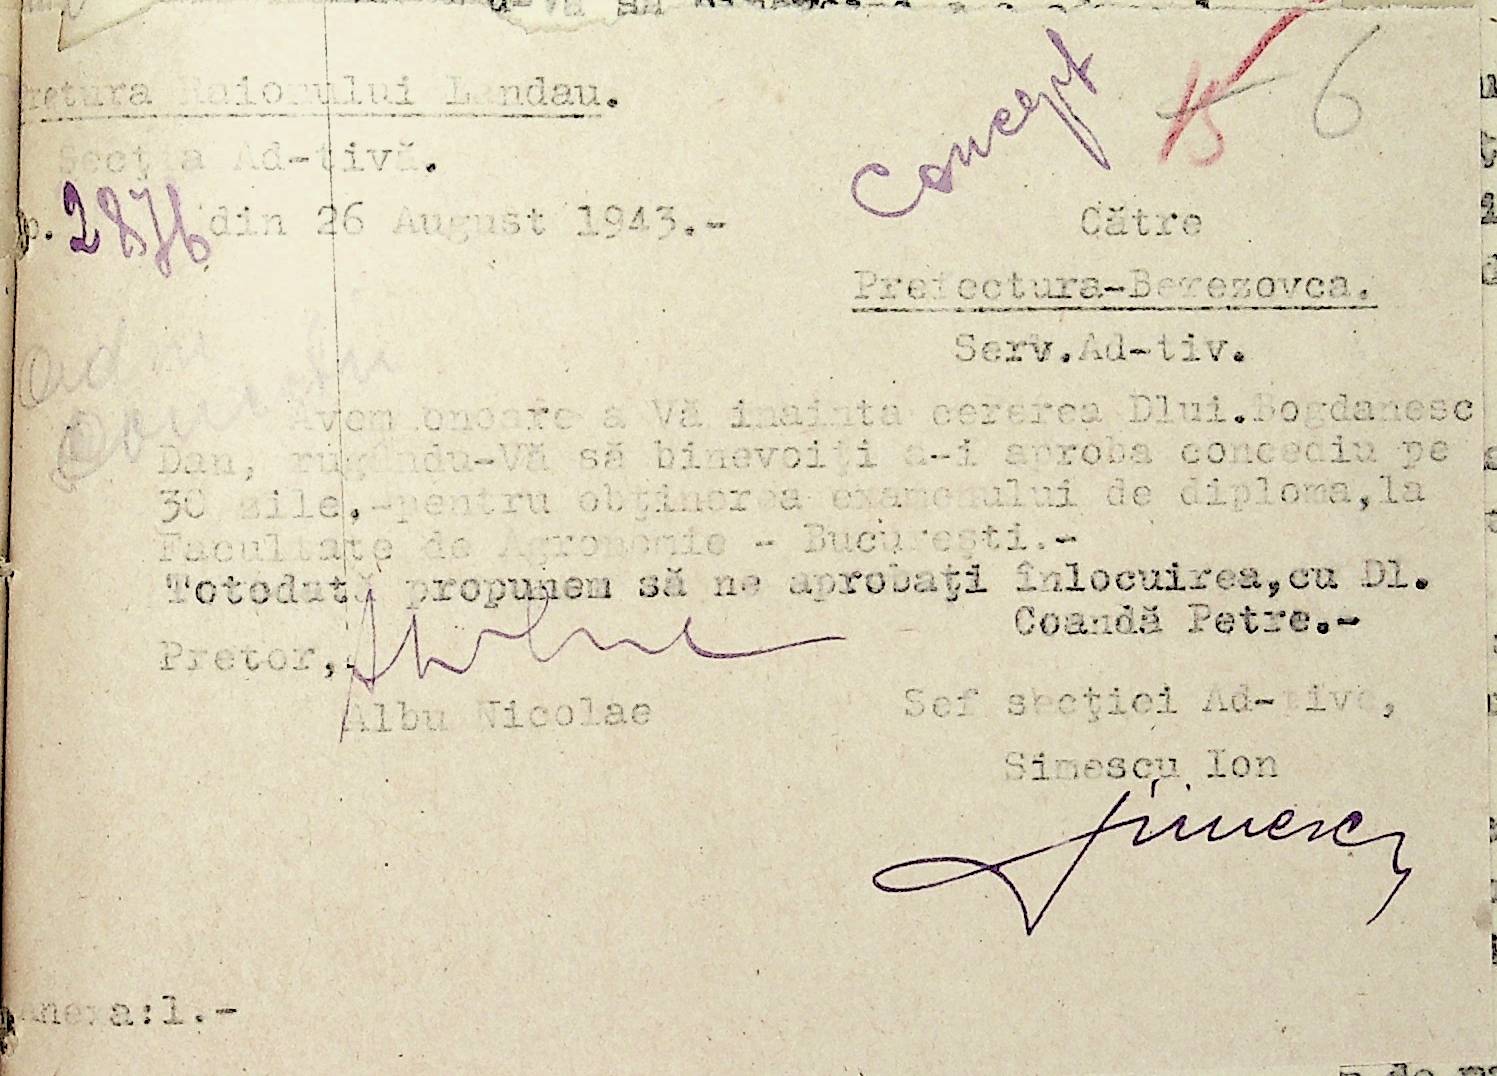 Concept
15 6
Pretura Raionului Landau.
Secţia Ad-tivă.
2876 din 26 August 1943.-
Către
Prefectura-Berezovca.
Serv.Ad-tiv.
Avem onoare a Vă inainta cererea Dlui.Bogdanesc
Dan, rugându-Vă să binevoiţi a-i aproba concediu pe
30 zile,-pentru obţinerea examenului de diploma,la
Facultate de Agronomie - Bucureşti.-
Totodută propunem să ne aprobaţi înlocuirea,cu Dl.
Coandă Petre.-
Pretor,
Albu Nicolae
Sef secţiei Ad-tive,
Simescu Ion
Simescu
anexa:1.-